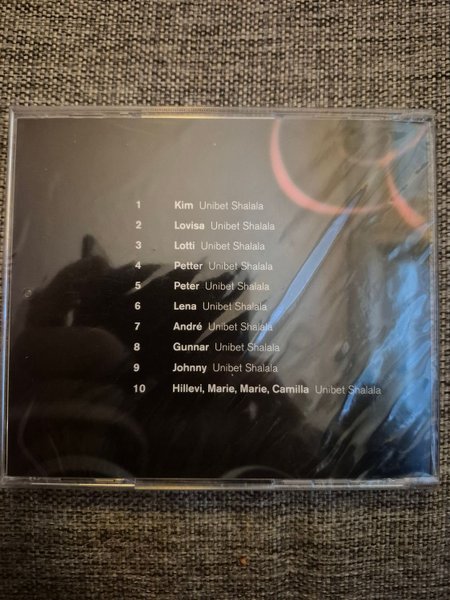 1 Kim Unibet Shalala
2 Lovisa Unibet Shalala
3 Lotti Unibet Shalala
4 Petter Unibet Shalala
5 Peter Unibet Shalala
6 Lena Unibet Shalala
7 André Unibet Shalala
8 Gunnar Unibet Shalala
9 Johnny Unibet Shalala
10 Hillevi, Marie, Marie, Camilla Unibet Shalala